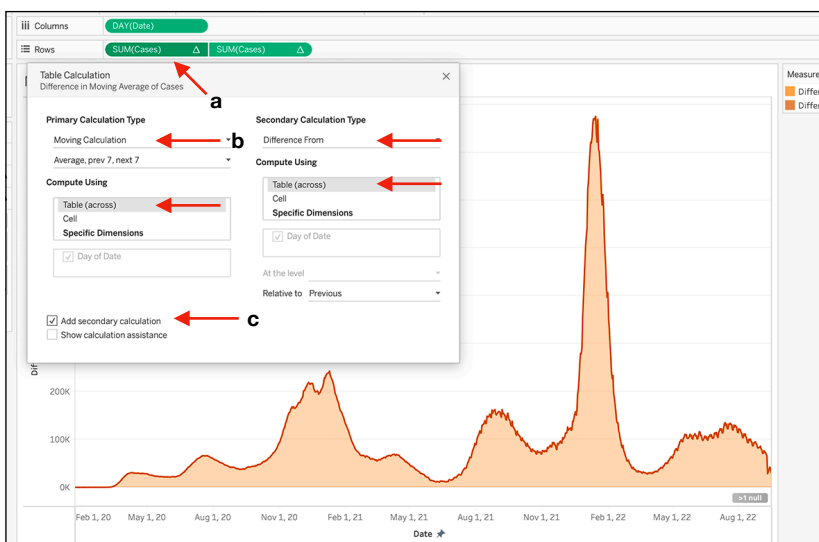 Columns
DAY(Date)
Rows
SUM(Cases) Δ SUM(Cases) Δ
Table Calculation
Difference in Moving Average of Cases
a
Primary Calculation Type
Secondary Calculation Type
Moving Calculation
b
Difference From
Average, prev 7, next 7
Compute Using
Compute Using
Table (across)
Cell
Specific Dimensions
Table (across)
Cell
Specific Dimensions
Day of Date
Day of Date
At the level
Relative to Previous
Add secondary calculation
c
Show calculation assistance
Measure
Differ
Differ
Dif
200K
100K
0K
>1 null
Feb 1, 20 May 1, 20 Aug 1, 20 Nov 1, 20 Feb 1, 21 May 1, 21 Aug 1, 21 Nov 1, 21 Feb 1, 22 May 1, 22 Aug 1, 22
Date